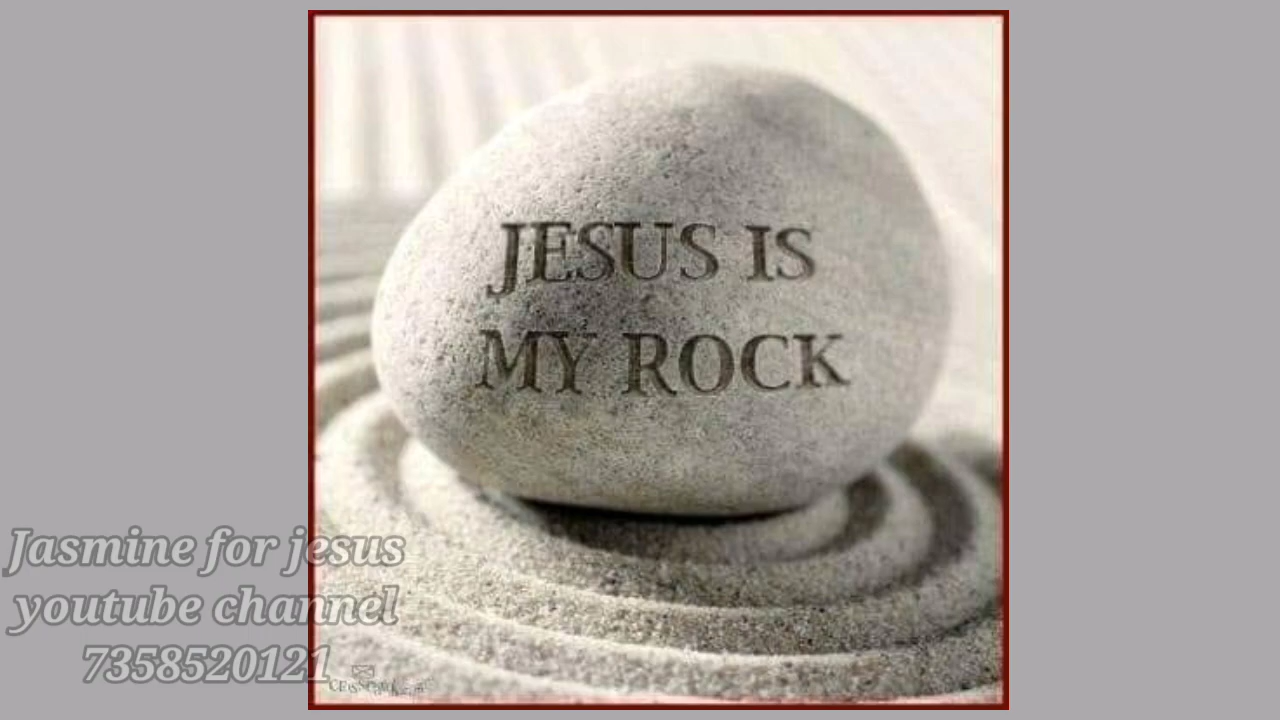 JESUS IS
MY ROCK
Jasmine for jesus
youtube channel
7358520121